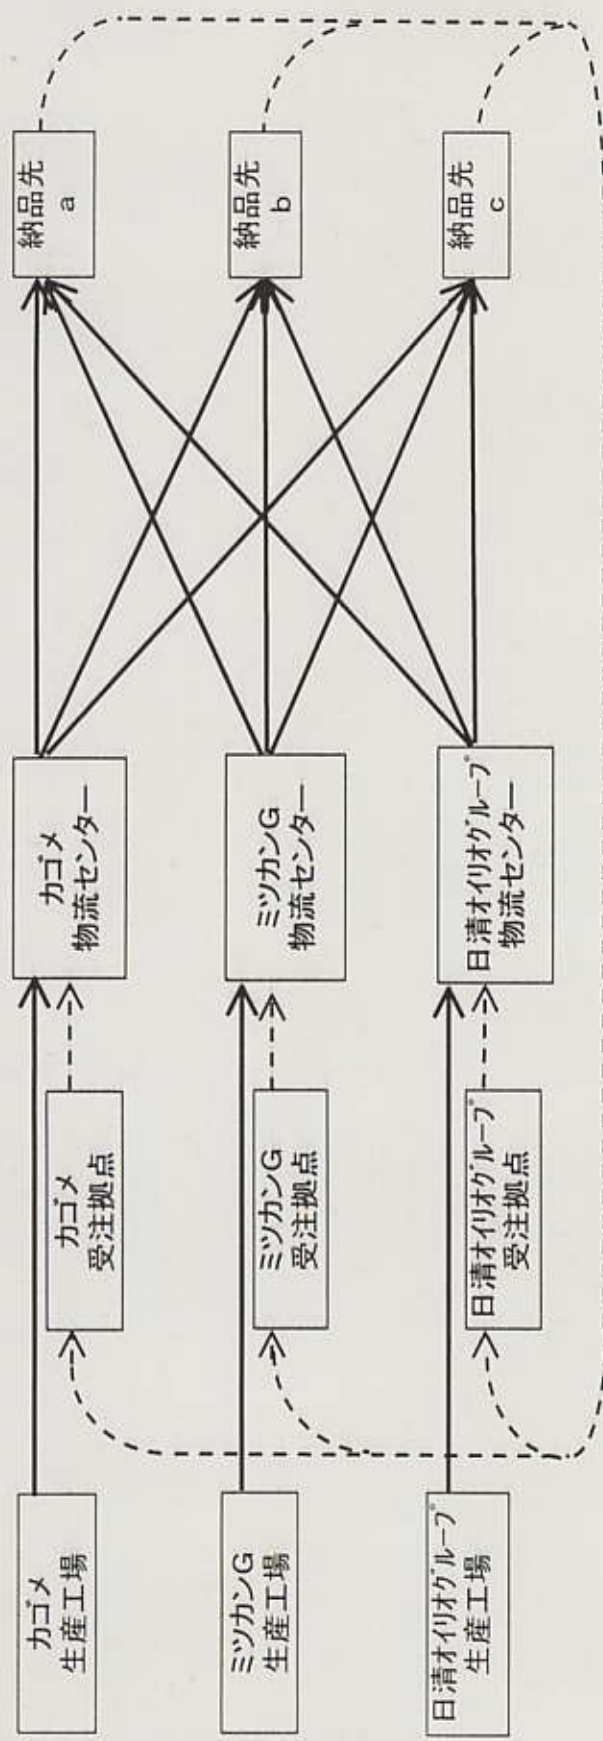 カゴメ
生産工場
カゴメ
受注拠点
カゴメ
物流センター
納品先
a
ミツカンG
生産工場
ミツカンG
受注拠点
ミツカンG
物流センター
納品先
b
日清オイリオグループ
生産工場
日清オイリオグループ
受注拠点
日清オイリオグループ
物流センター
納品先
c